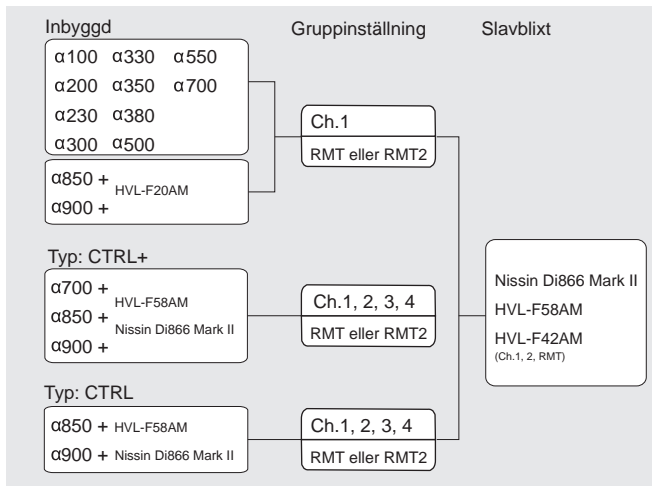 Inbyggd
Gruppinställning
Slavblixt
α100 α330 α550
α200 α350 α700
α230 α380
α300 α500
Ch.1
RMT eller RMT2
α850 +
HVL-F20AM
α900 +
Typ: CTRL+
α700 +
HVL-F58AM
α850 +
Nissin Di866 Mark II
α900 +
Ch.1, 2, 3, 4
RMT eller RMT2
Nissin Di866 Mark II
HVL-F58AM
HVL-F42AM
(Ch.1, 2, RMT)
Typ: CTRL
α850 + HVL-F58AM
α900 + Nissin Di866 Mark II
Ch.1, 2, 3, 4
RMT eller RMT2